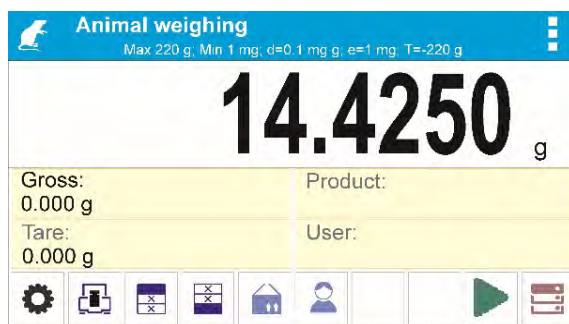 Animal weighing
Max 220 g; Min 1 mg; d=0.1 mg g; e=1 mg; T=-220 g
14.4250 g
Gross:
0.000 g
Product:
Tare:
0.000 g
User: